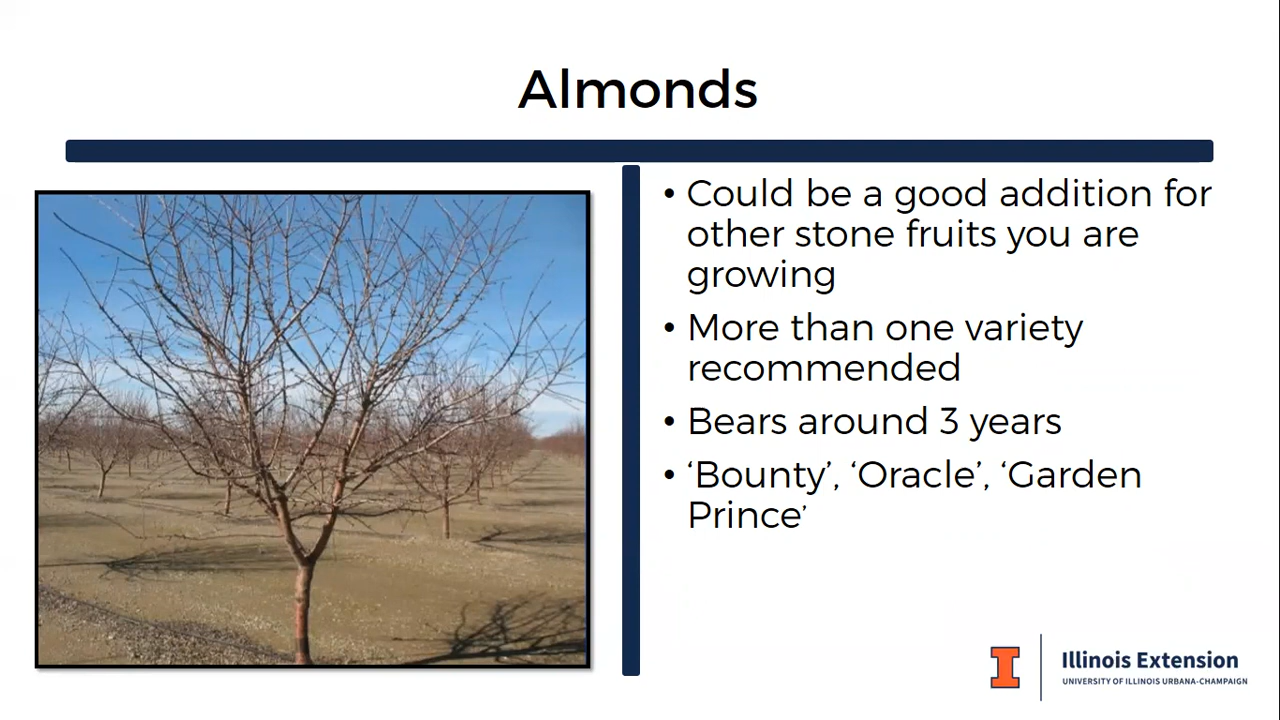 Almonds
• Could be a good addition for
other stone fruits you are
growing
• More than one variety
recommended
• Bears around 3 years
• ‘Bounty’, ‘Oracle’, ‘Garden
Prince’
Illinois Extension
UNIVERSITY OF ILLINOIS URBANA-CHAMPAIGN